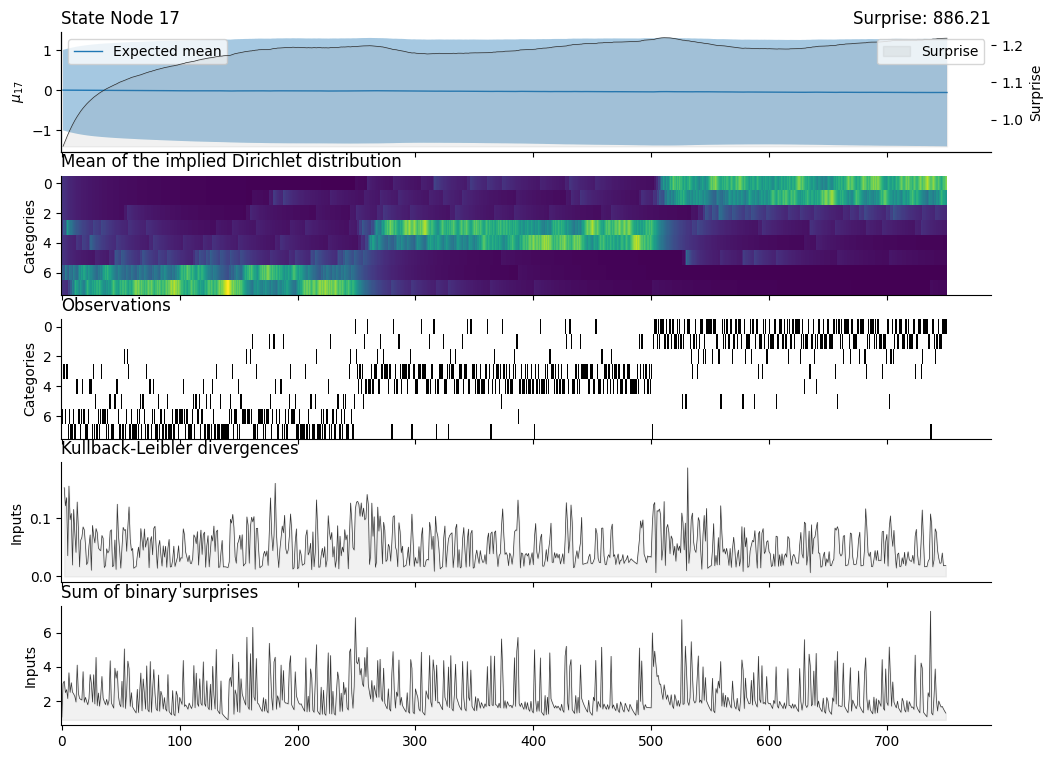 State Node 17
Surprise: 886.21
Expected mean
Surprise
1
0
−1
μ17
1.2
1.1
1.0
Surprise
Mean of the implied Dirichlet distribution
0
2
4
6
Categories
Observations
0
2
4
6
Categories
Kullback-Leibler divergences
0.1
0.0
Inputs
Sum of binary surprises
6
4
2
Inputs
0 100 200 300 400 500 600 700